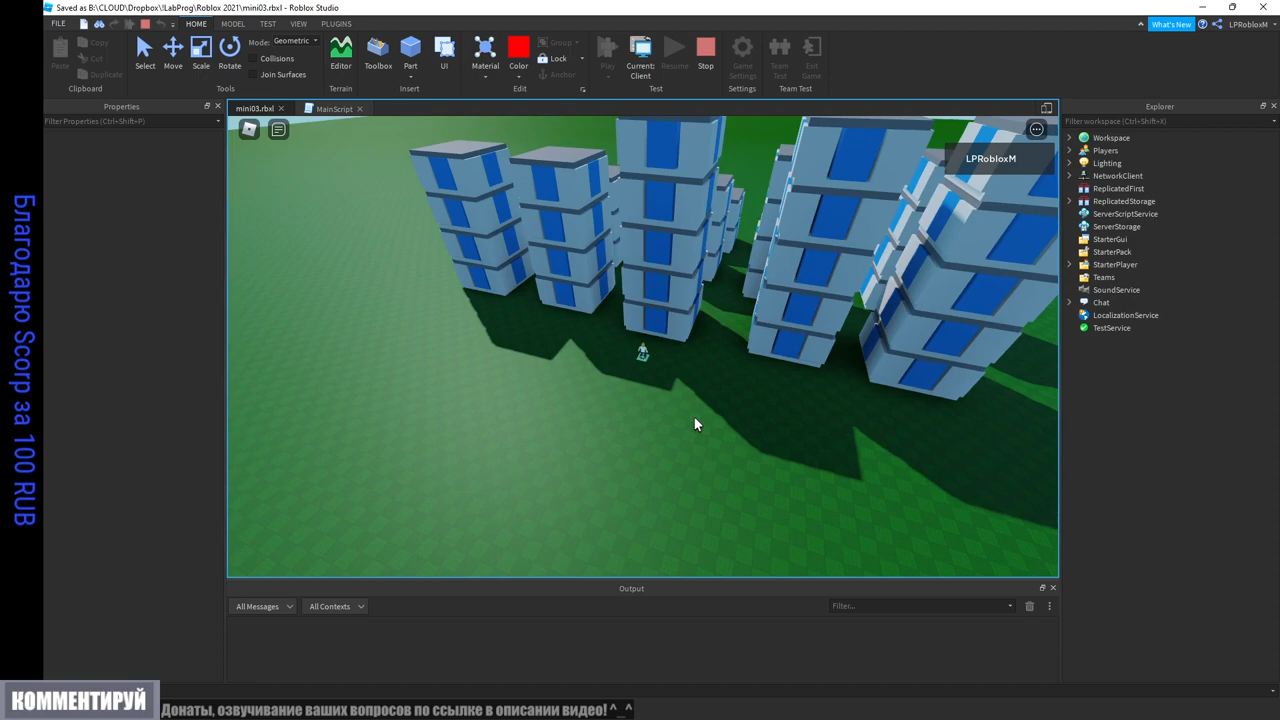 Saved as B:\CLOUD\Dropbox\!LabProg\Roblox 2021\mini03.rbxl - Roblox Studio
FILE HOME MODEL TEST VIEW PLUGINS What's New LPRobloxM
Paste Copy Cut Duplicate
Select Move Scale Rotate
Mode: Geometric
Collisions
Join Surfaces
Editor Toolbox Part UI
Material Color Group Lock Anchor
Play Current: Client Resume Stop
Game Settings Team Test Exit Game
Clipboard Tools Terrain Insert Edit Test Settings Team Test
Properties
Filter Properties (Ctrl+Shift+P)
mini03.rbxl MainScript
LPRobloxM
Explorer
Filter workspace (Ctrl+Shift+X)
Workspace
Players
Lighting
NetworkClient
ReplicatedFirst
ReplicatedStorage
ServerScriptService
ServerStorage
StarterGui
StarterPack
StarterPlayer
Teams
SoundService
Chat
LocalizationService
TestService
Output
All Messages All Contexts Filter...
Благодарю Scorp за 100 RUB
КОММЕНТИРУЙ
Донаты, озвучивание ваших вопросов по ссылке в описании видео! ^_^